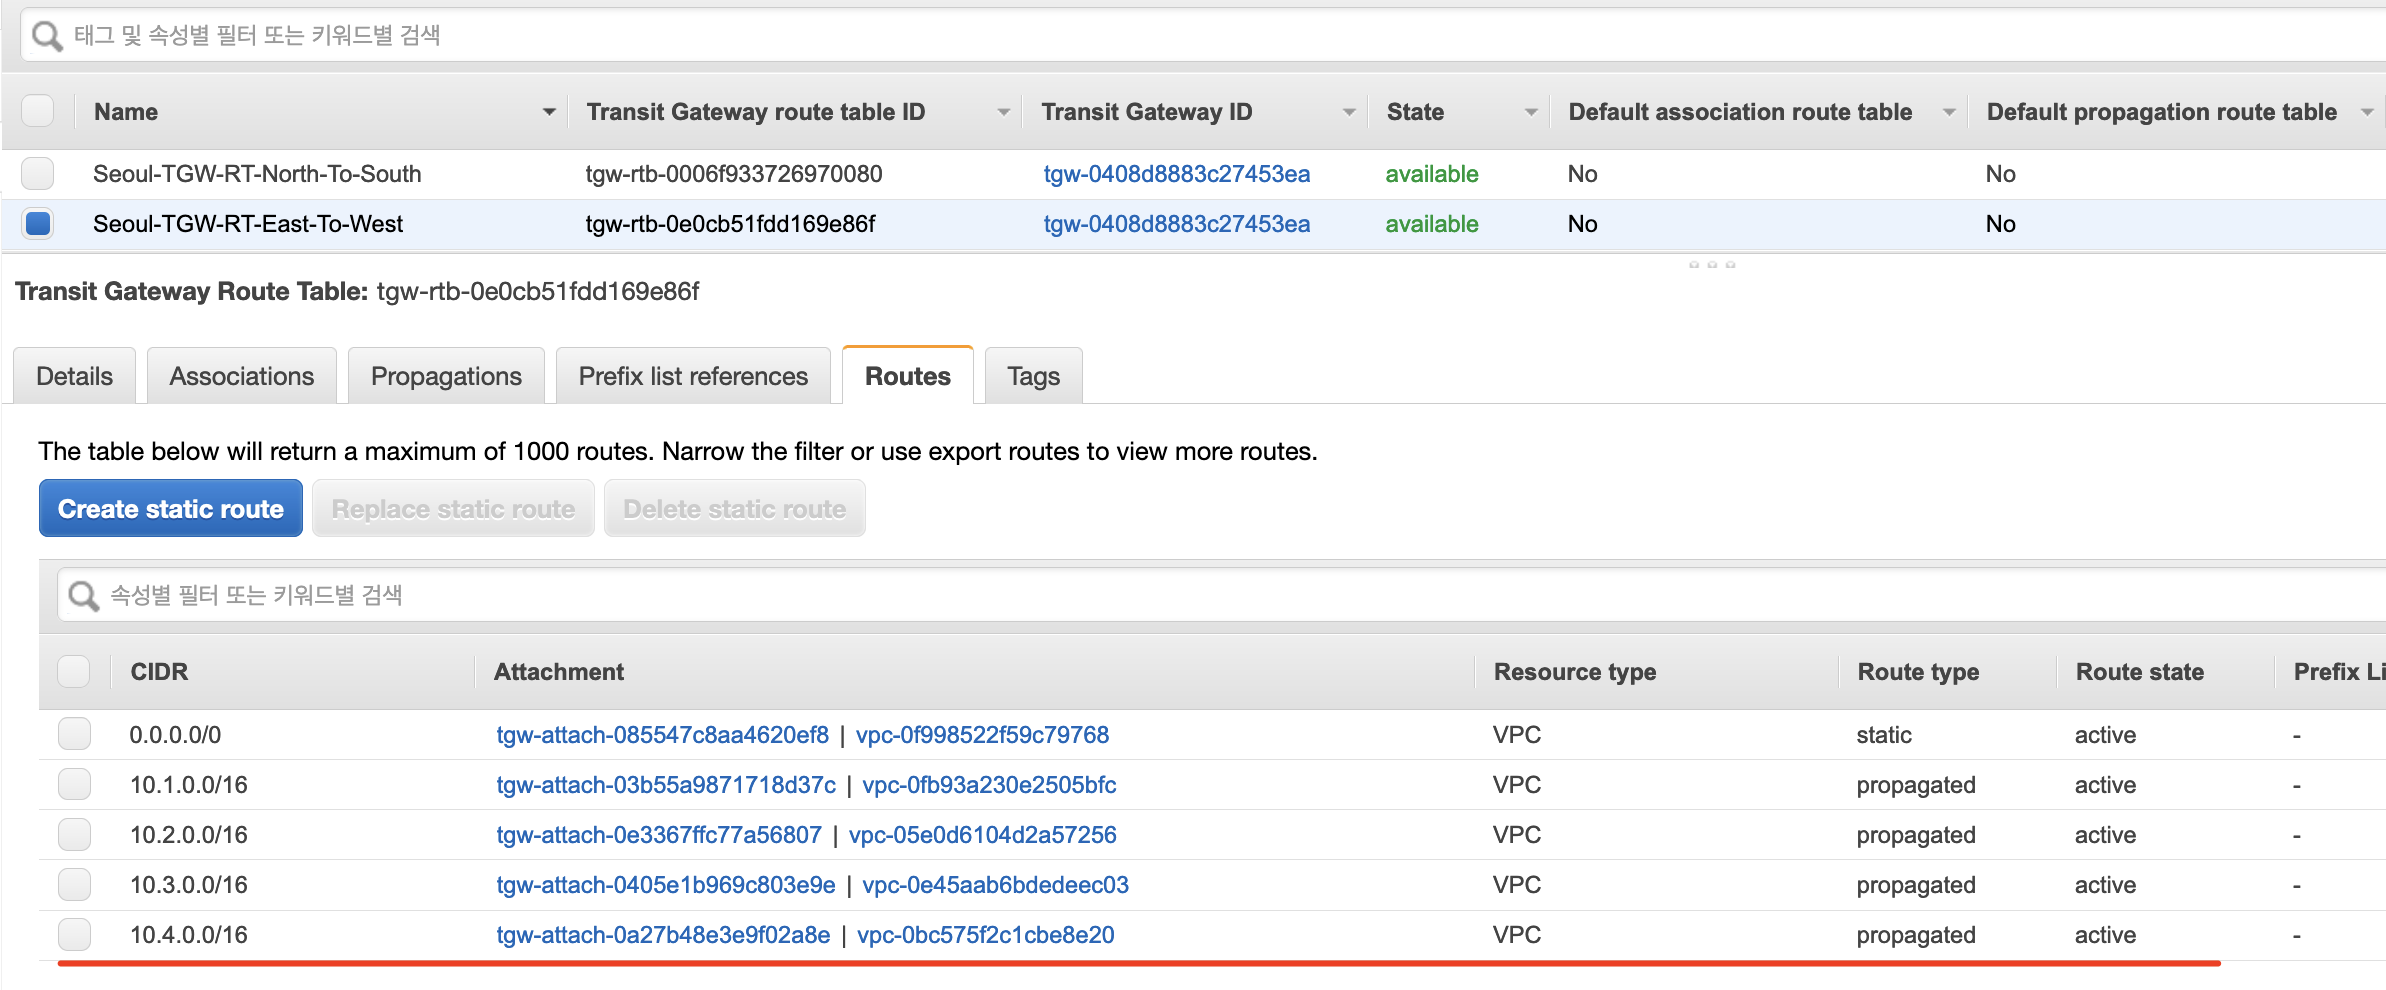 태그 및 속성별 필터 또는 키워드별 검색
Name Transit Gateway route table ID Transit Gateway ID State Default association route table Default propagation route table
Seoul-TGW-RT-North-To-South tgw-rtb-0006f933726970080 tgw-0408d8883c27453ea available No No
Seoul-TGW-RT-East-To-West tgw-rtb-0e0cb51fdd169e86f tgw-0408d8883c27453ea available No No
Transit Gateway Route Table: tgw-rtb-0e0cb51fdd169e86f
Details Associations Propagations Prefix list references Routes Tags
The table below will return a maximum of 1000 routes. Narrow the filter or use export routes to view more routes.
Create static route Replace static route Delete static route
속성별 필터 또는 키워드별 검색
CIDR Attachment Resource type Route type Route state Prefix Li
0.0.0.0/0 tgw-attach-085547c8aa4620ef8 | vpc-0f998522f59c79768 VPC static active -
10.1.0.0/16 tgw-attach-03b55a9871718d37c | vpc-0fb93a230e2505bfc VPC propagated active -
10.2.0.0/16 tgw-attach-0e3367ffc77a56807 | vpc-05e0d6104d2a57256 VPC propagated active -
10.3.0.0/16 tgw-attach-0405e1b969c803e9e | vpc-0e45aab6bdedeec03 VPC propagated active -
10.4.0.0/16 tgw-attach-0a27b48e3e9f02a8e | vpc-0bc575f2c1cbe8e20 VPC propagated active -